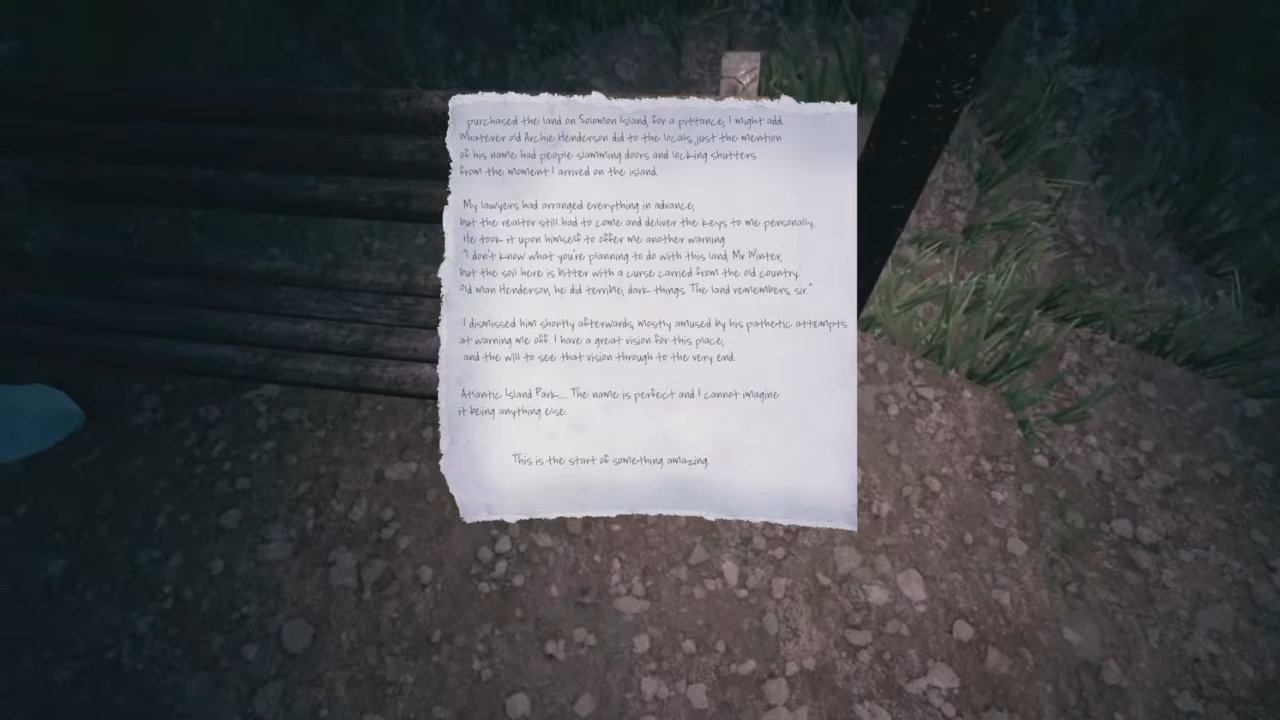 purchased the land on Solomon Island, for a pittance, I might add.
Whatever old Archie Henderson did to the locals, just the mention
of his name had people slamming doors and locking shutters
from the moment I arrived on the island.
My lawyers had arranged everything in advance,
but the realtor still had to come and deliver the keys to me personally.
He took it upon himself to offer me another warning.
"I don't know what you're planning to do with this land, Mr Winter,
but the soil here is bitter with a curse carried from the old country.
Old man Henderson, he did terrible, dark things. The land remembers, sir."
I dismissed him shortly afterwards, mostly amused by his pathetic attempts
at warning me off. I have a great vision for this place,
and the will to see that vision through to the very end.
Atlantic Island Park.... The name is perfect and I cannot imagine
it being anything else.
This is the start of something amazing.